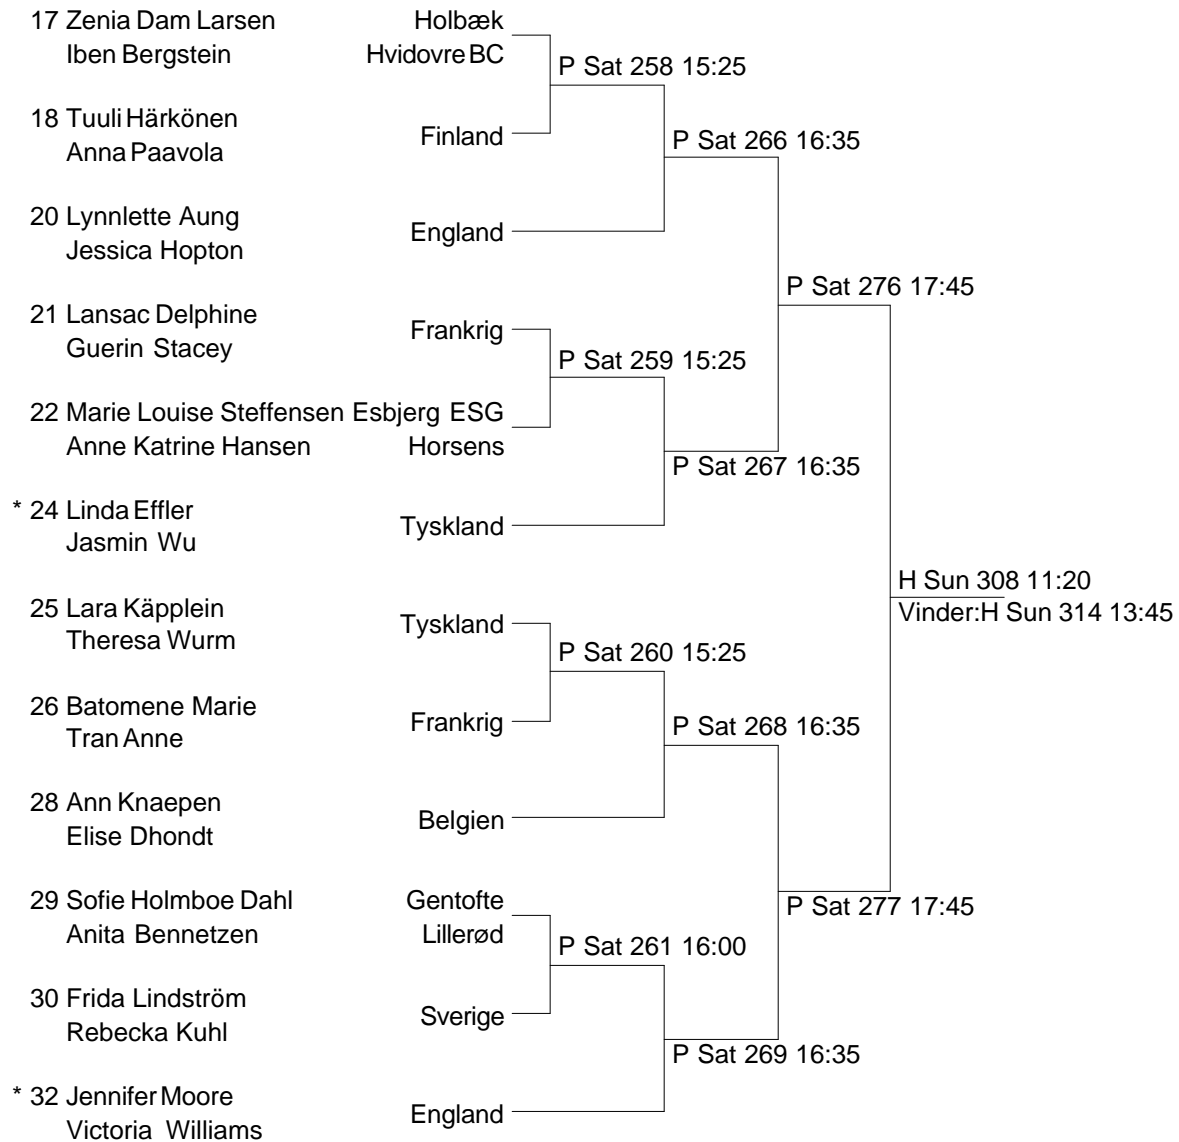 17 Zenia Dam Larsen Holbæk
Iben Bergstein Hvidovre BC
P Sat 258 15:25
18 Tuuli Härkönen Finland
Anna Paavola
P Sat 266 16:35
20 Lynnlette Aung England
Jessica Hopton
P Sat 276 17:45
21 Lansac Delphine Frankrig
Guerin Stacey
P Sat 259 15:25
22 Marie Louise Steffensen Esbjerg ESG
Anne Katrine Hansen Horsens
P Sat 267 16:35
* 24 Linda Effler Tyskland
Jasmin Wu
H Sun 308 11:20
Vinder:H Sun 314 13:45
25 Lara Käpplein Tyskland
Theresa Wurm
P Sat 260 15:25
26 Batomene Marie Frankrig
Tran Anne
P Sat 268 16:35
28 Ann Knaepen Belgien
Elise Dhondt
29 Sofie Holmboe Dahl Gentofte
Anita Bennetzen Lillerød
P Sat 277 17:45
P Sat 261 16:00
30 Frida Lindström Sverige
Rebecka Kuhl
P Sat 269 16:35
* 32 Jennifer Moore England
Victoria Williams